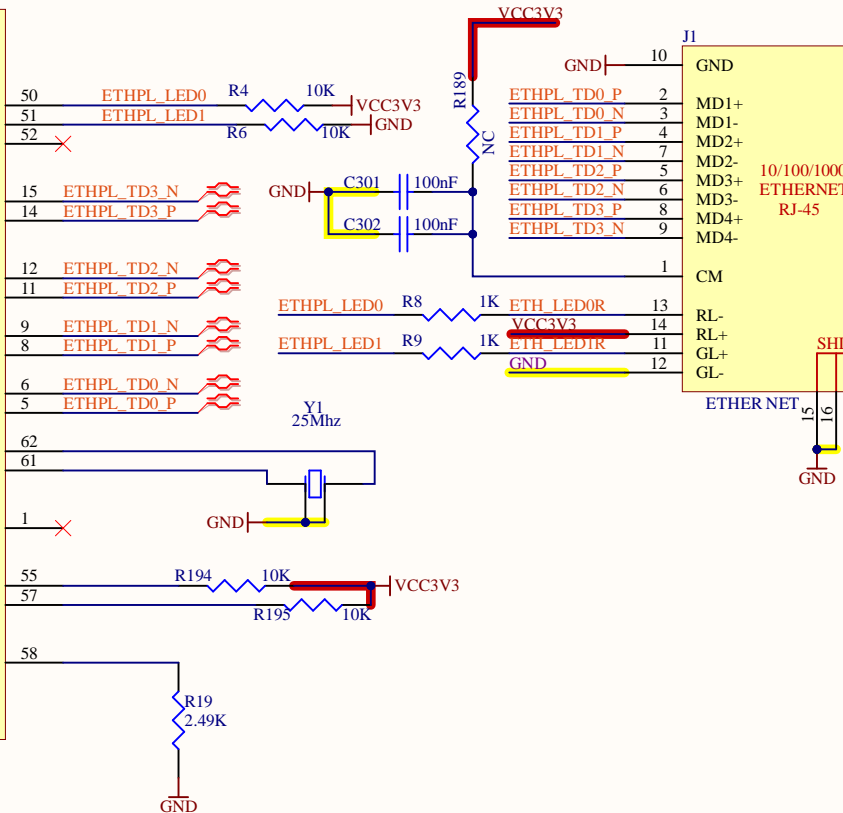 VCC3V3
J1
GND 10 GND
50 ETHPL_LED0 R4 10K VCC3V3
51 ETHPL_LED1 R6 10K GND
52
R189
NC
ETHPL_TD0_P 2 MD1+
ETHPL_TD0_N 3 MD1-
ETHPL_TD1_P 4 MD2+
ETHPL_TD1_N 7 MD2-
ETHPL_TD2_P 5 MD3+
ETHPL_TD2_N 6 MD3-
ETHPL_TD3_P 8 MD4+
ETHPL_TD3_N 9 MD4-
10/100/1000
ETHERNET
RJ-45
15 ETHPL_TD3_N
14 ETHPL_TD3_P
GND C301 100nF
C302 100nF
1 CM
12 ETHPL_TD2_N
11 ETHPL_TD2_P
9 ETHPL_TD1_N
8 ETHPL_TD1_P
6 ETHPL_TD0_N
5 ETHPL_TD0_P
ETHPL_LED0 R8 1K ETH_LED0R 13 RL-
VCC3V3 14 RL+
ETHPL_LED1 R9 1K ETH_LED1R 11 GL+
GND 12 GL-
SHI
ETHER NET
15
16
GND
Y1
25Mhz
62
61
GND
1
55 R194 10K VCC3V3
57 R195 10K
58
R19
2.49K
GND